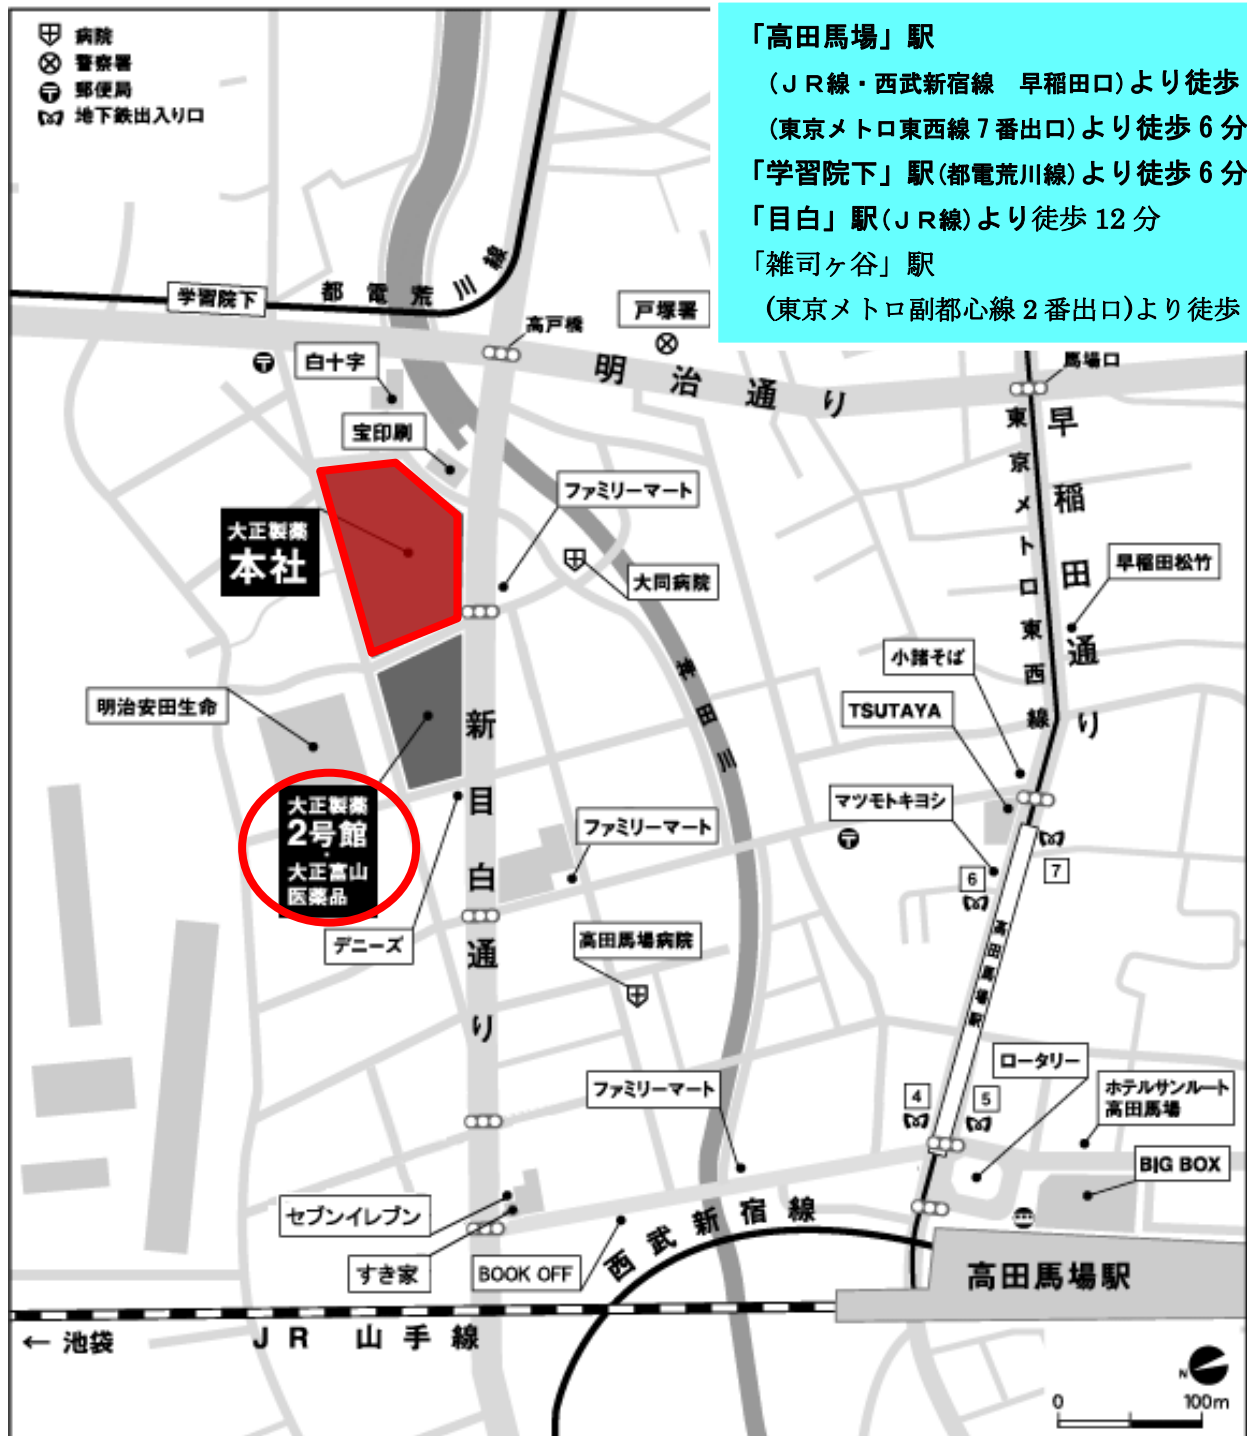 病院
警察署
郵便局
地下鉄出入り口
「高田馬場」駅
(JR線・西武新宿線 早稲田口)より徒歩
(東京メトロ東西線7番出口)より徒歩6分
「学習院下」駅(都電荒川線)より徒歩6分
「目白」駅(JR線)より徒歩12分
「雑司ヶ谷」駅
(東京メトロ副都心線2番出口)より徒歩
学習院下
都電荒川線
高戸橋
戸塚署
馬場口
白十字
明治通り
宝印刷
東京メトロ東西線
早稲田通り
ファミリーマート
大正製薬
本社
大同病院
早稲田松竹
小諸そば
神田川
明治安田生命
TSUTAYA
新目白通り
大正製薬
2号館
・
大正富山
医薬品
マツモトキヨシ
ファミリーマート
6
7
デニーズ
高田馬場病院
高田馬場駅
ロータリー
ファミリーマート
4
5
ホテルサンルート
高田馬場
BIG BOX
セブンイレブン
西武新宿線
すき家
BOOK OFF
高田馬場駅
← 池袋
JR 山手線
N
0
100m